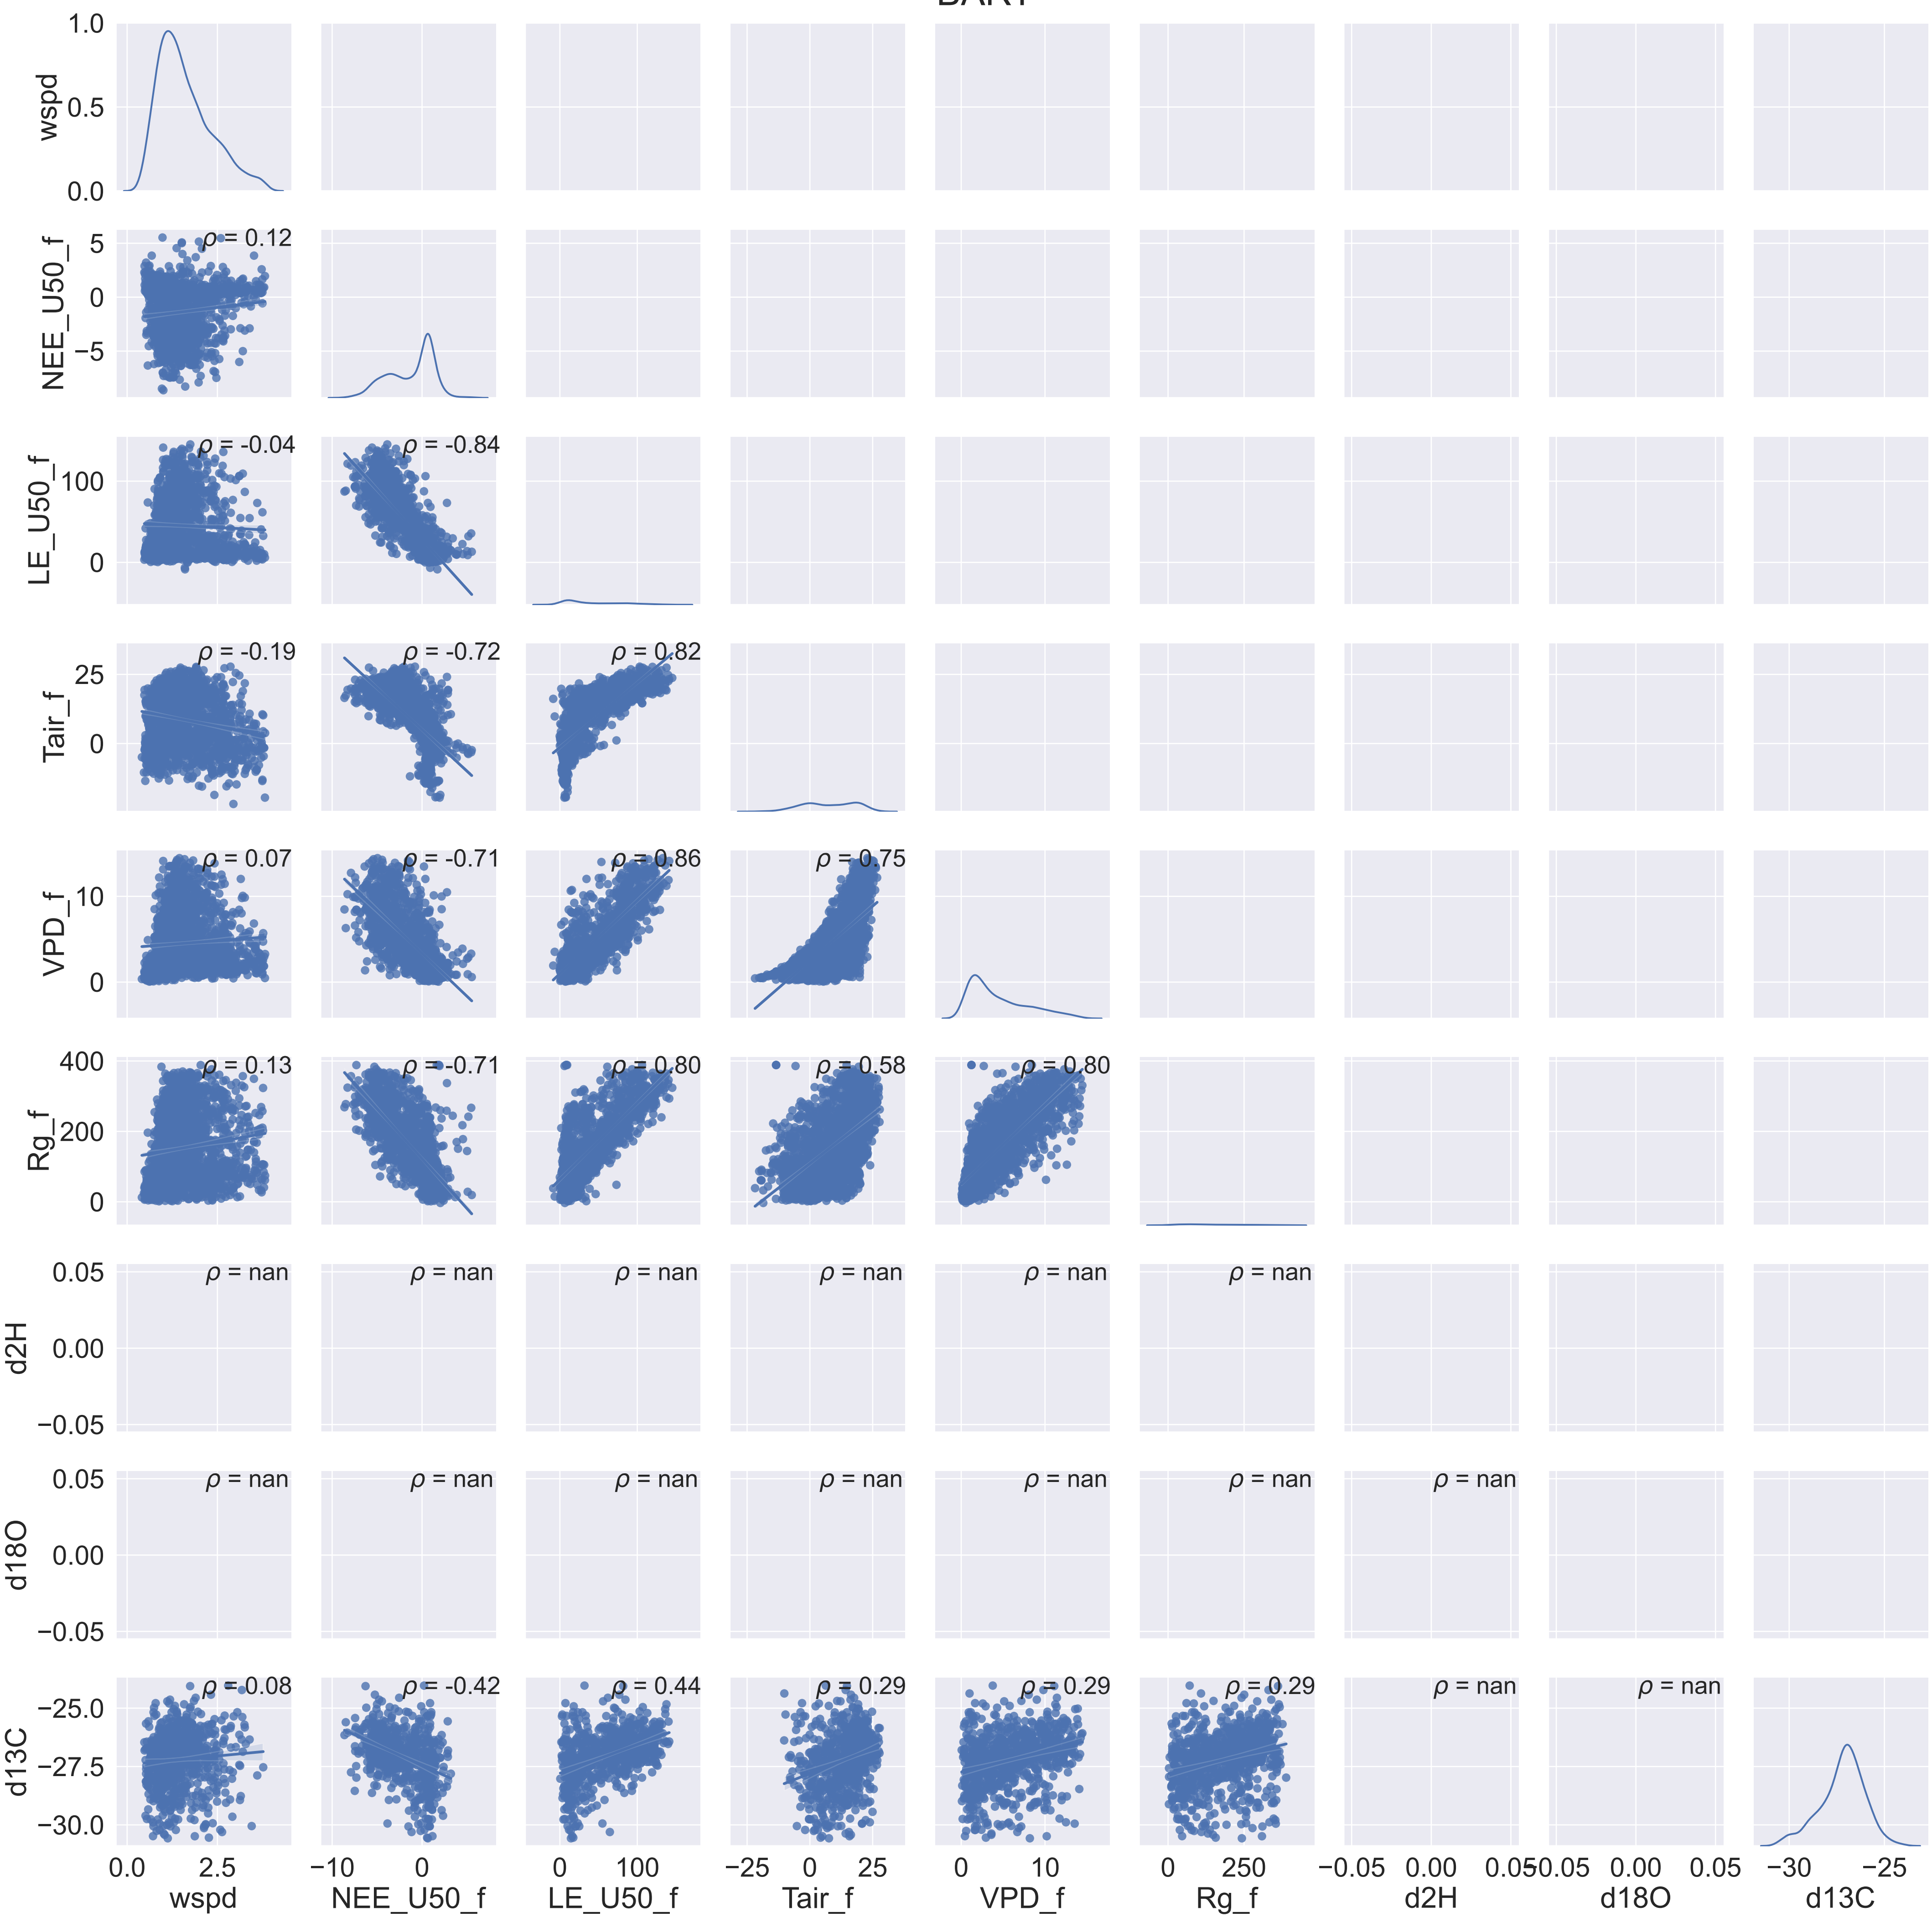 1.0
0.5
0.0
wspd
5
0
−5
NEE_U50_f
ρ = 0.12
100
0
LE_U50_f
ρ = -0.04
ρ = -0.84
25
0
Tair_f
ρ = -0.19
ρ = -0.72
ρ = 0.82
10
0
VPD_f
ρ = 0.07
ρ = -0.71
ρ = 0.86
ρ = 0.75
400
200
0
Rg_f
ρ = 0.13
ρ = -0.71
ρ = 0.80
ρ = 0.58
ρ = 0.80
0.05
0.00
−0.05
d2H
ρ = nan
ρ = nan
ρ = nan
ρ = nan
ρ = nan
ρ = nan
0.05
0.00
−0.05
d18O
ρ = nan
ρ = nan
ρ = nan
ρ = nan
ρ = nan
ρ = nan
ρ = nan
−25.0
−27.5
−30.0
d13C
ρ = 0.08
ρ = -0.42
ρ = 0.44
ρ = 0.29
ρ = 0.29
ρ = 0.29
ρ = nan
ρ = nan
0.0 2.5
−10 0
0 100
−25 0 25
0 10
0 250
−0.05 0.00 0.05
−0.05 0.00 0.05
−30 −25
wspd
NEE_U50_f
LE_U50_f
Tair_f
VPD_f
Rg_f
d2H
d18O
d13C